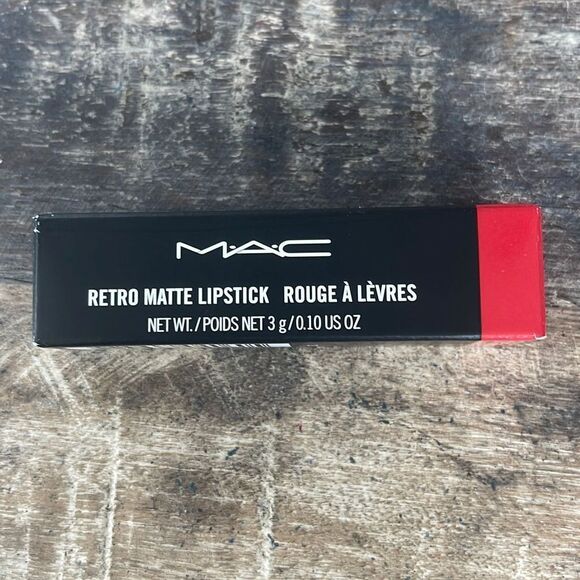 M·A·C
RETRO MATTE LIPSTICK ROUGE À LÈVRES
NET WT./POIDS NET 3 g/0.10 US OZ